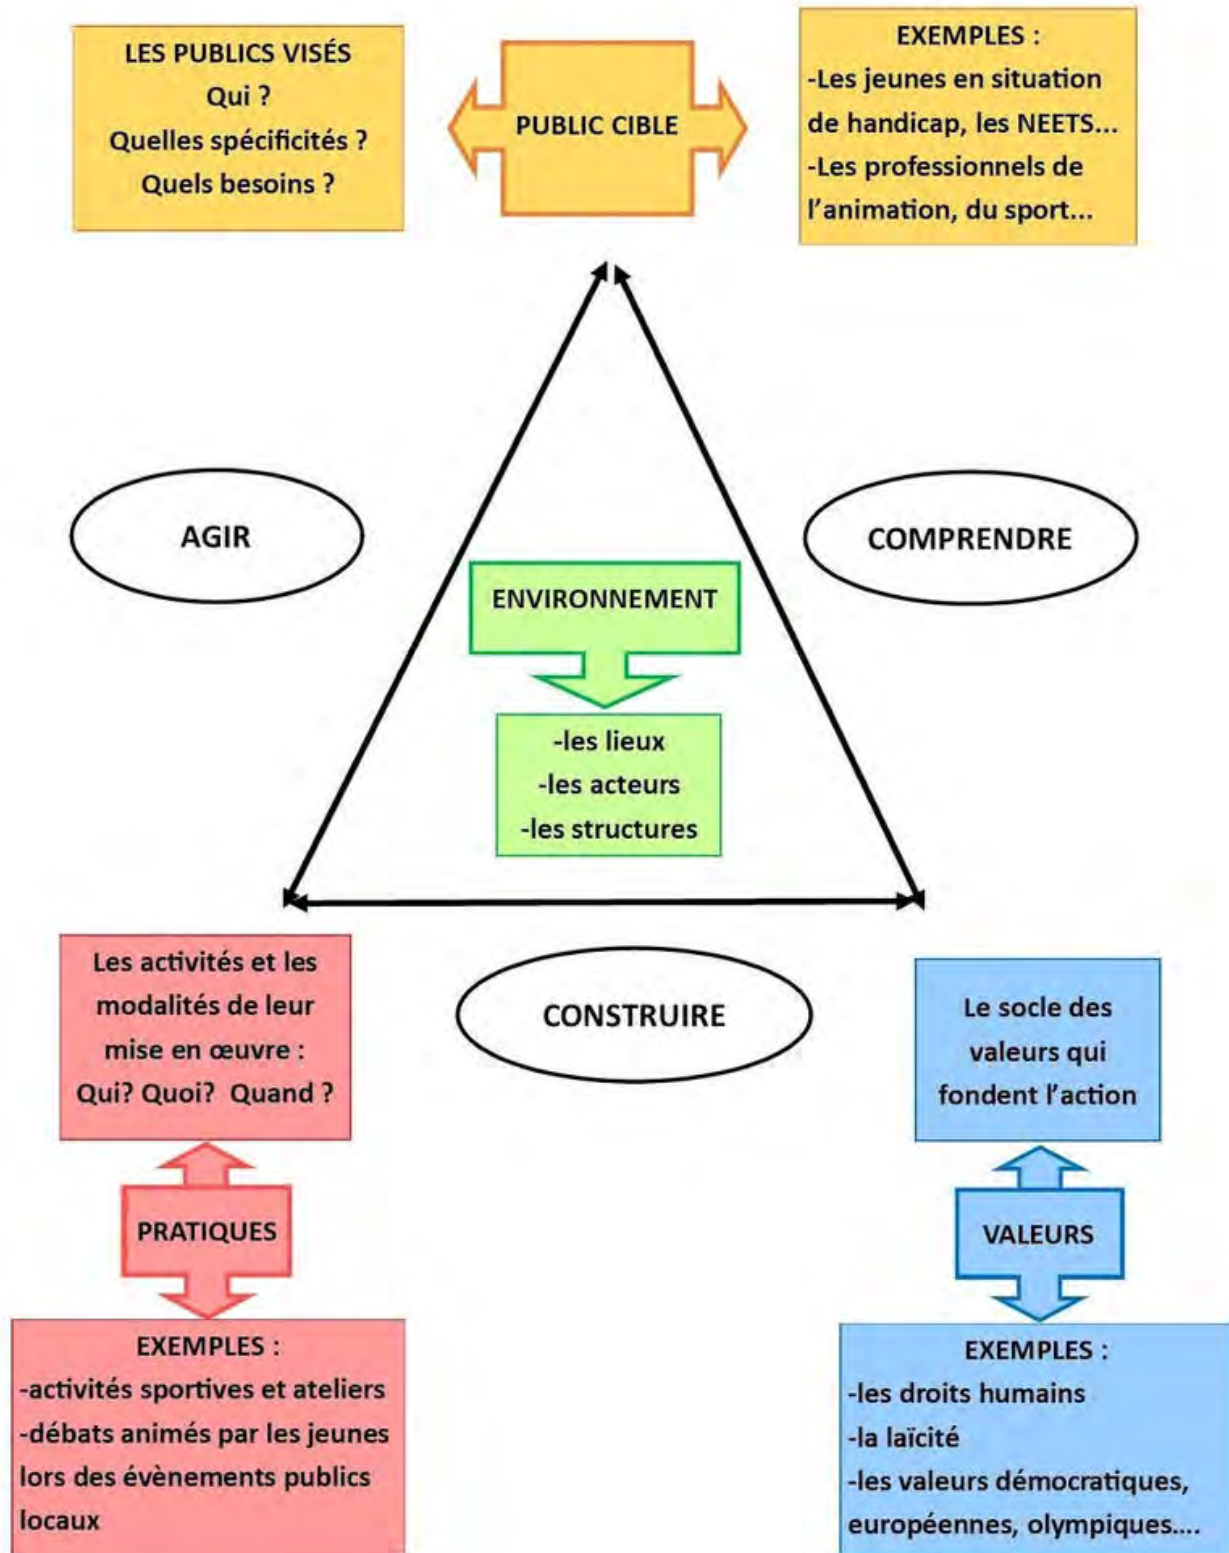 LES PUBLICS VISÉS
Qui ?
Quelles spécificités ?
Quels besoins ?
PUBLIC CIBLE
EXEMPLES :
-Les jeunes en situation
de handicap, les NEETS...
-Les professionnels de
l'animation, du sport...
AGIR
COMPRENDRE
ENVIRONNEMENT
-les lieux
-les acteurs
-les structures
CONSTRUIRE
Les activités et les
modalités de leur
mise en œuvre :
Qui? Quoi?  Quand ?
PRATIQUES
EXEMPLES :
-activités sportives et ateliers
-débats animés par les jeunes
lors des évènements publics
locaux
Le socle des
valeurs qui
fondent l'action
VALEURS
EXEMPLES :
-les droits humains
-la laïcité
-les valeurs démocratiques,
européennes, olympiques....